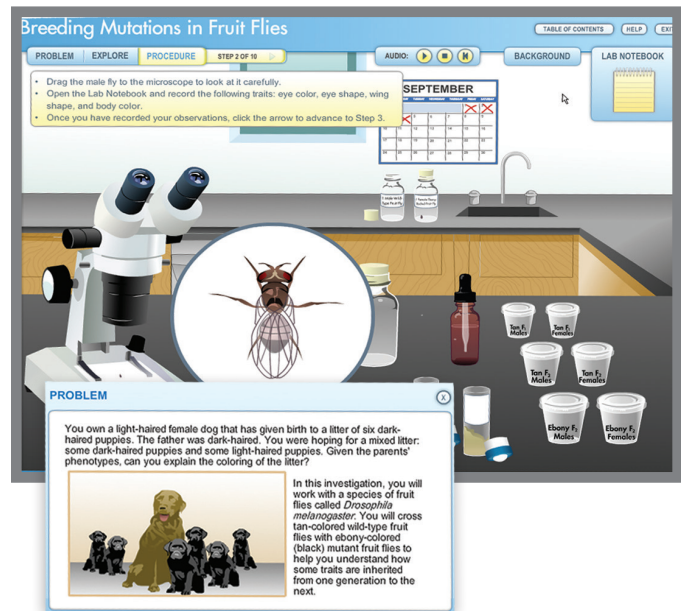 Breeding Mutations in Fruit Flies
TABLE OF CONTENTS
HELP
EXI
PROBLEM
EXPLORE
PROCEDURE
STEP 2 OF 10
AUDIO:
BACKGROUND
LAB NOTEBOOK
• Drag the male fly to the microscope to look at it carefully.
• Open the Lab Notebook and record the following traits: eye color, eye shape, wing
shape, and body color.
• Once you have recorded your observations, click the arrow to advance to Step 3.
SEPTEMBER
Tan F₁
Males
Tan F₁
Females
Tan F₂
Males
Tan F₂
Females
Ebony F₂
Males
Ebony F₂
Females
PROBLEM
X
You own a light-haired female dog that has given birth to a litter of six dark-
haired puppies. The father was dark-haired. You were hoping for a mixed litter:
some dark-haired puppies and some light-haired puppies. Given the parents'
phenotypes, can you explain the coloring of the litter?
In this investigation, you will
work with a species of fruit
flies called Drosophila
melanogaster. You will cross
tan-colored wild-type fruit
flies with ebony-colored
(black) mutant fruit flies to
help you understand how
some traits are inherited
from one generation to the
next.